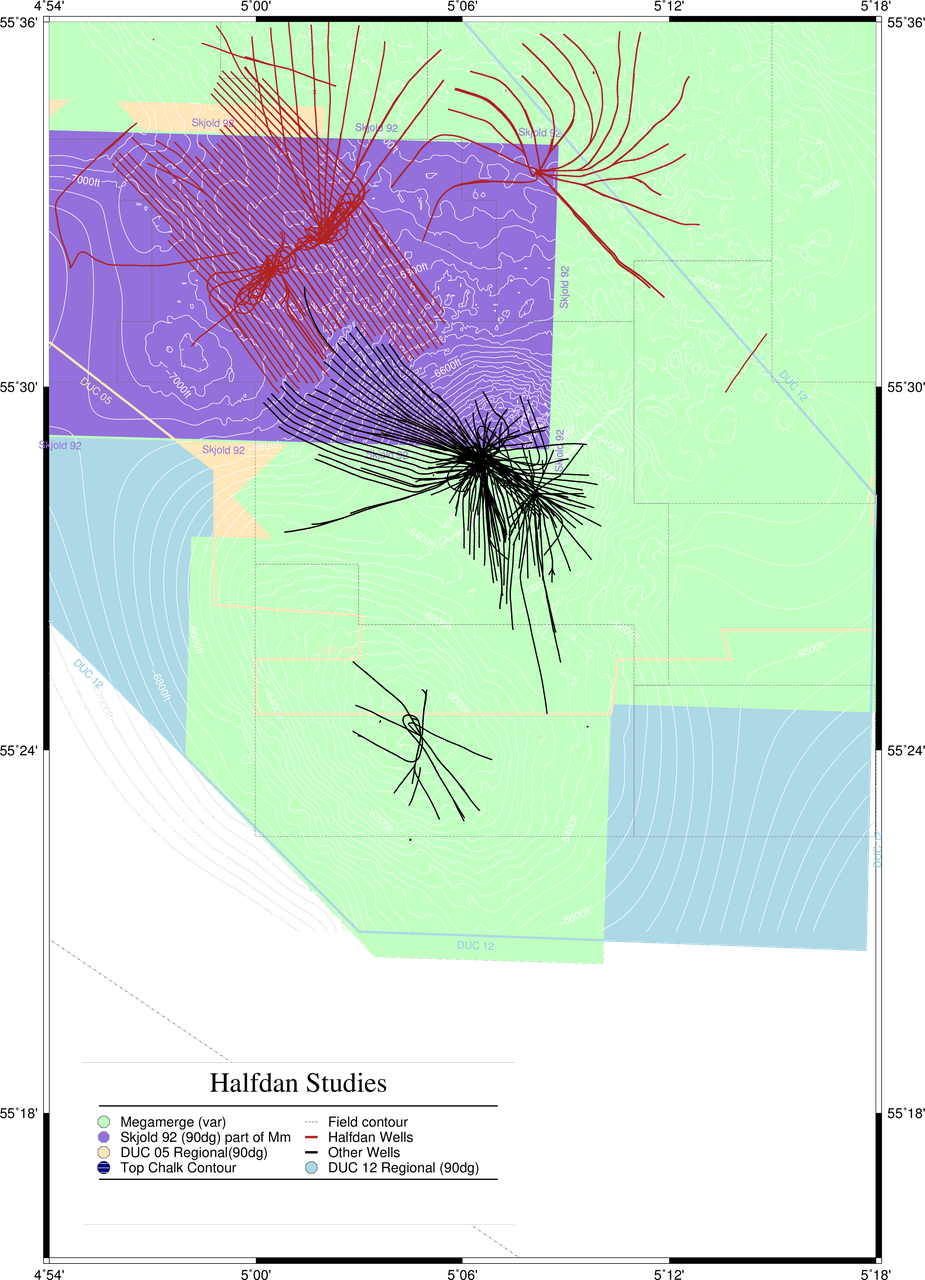 4˚54' 5˚00' 5˚06' 5˚12' 5˚18'
55˚36' 55˚36'
Skjold 92 Skjold 92 Skjold 92
−7000ft
−6600ft
−6300ft
Skjold 92
−6600ft
−6600ft
−7000ft
55˚30' 55˚30'
DUC 05
DUC 12
Skjold 92 Skjold 92 Skjold 92
Skjold 92
−6400ft
−6400ft
−6800ft
DUC 12
−6800ft
−7000ft
−6800ft
55˚24' 55˚24'
−6400ft
DUC 12
−6600ft
DUC 12
Halfdan Studies
Megamerge (var)
Skjold 92 (90dg) part of Mm
DUC 05 Regional(90dg)
Top Chalk Contour
Field contour
Halfdan Wells
Other Wells
DUC 12 Regional (90dg)
55˚18' 55˚18'
4˚54' 5˚00' 5˚06' 5˚12' 5˚18'